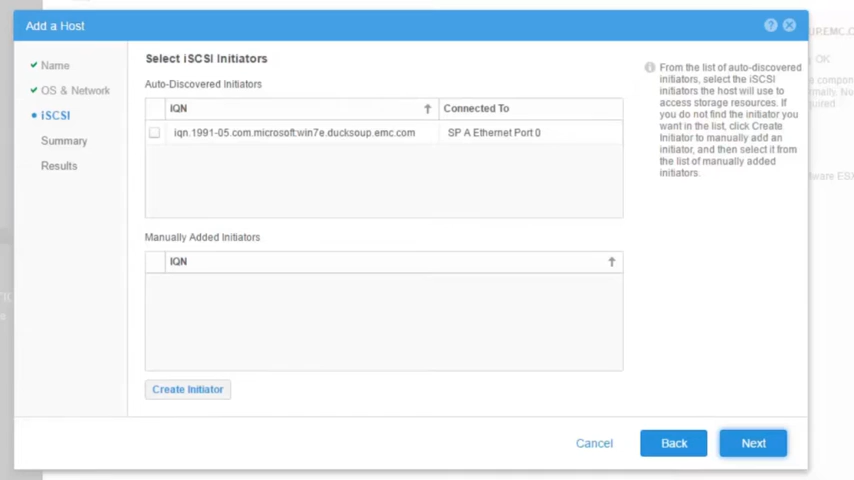 Add a Host
Name
OS & Network
iSCSI
Summary
Results
Select iSCSI Initiators
Auto-Discovered Initiators
IQN
Connected To
iqn.1991-05.com.microsoft:win7e.ducksoup.emc.com
SP A Ethernet Port 0
Manually Added Initiators
IQN
Create Initiator
From the list of auto-discovered
initiators, select the iSCSI
initiators the host will use to
access storage resources. If
you do not find the initiator you
want in the list, click Create
Initiator to manually add an
initiator, and then select it from
the list of manually added
initiators.
Cancel
Back
Next
OK